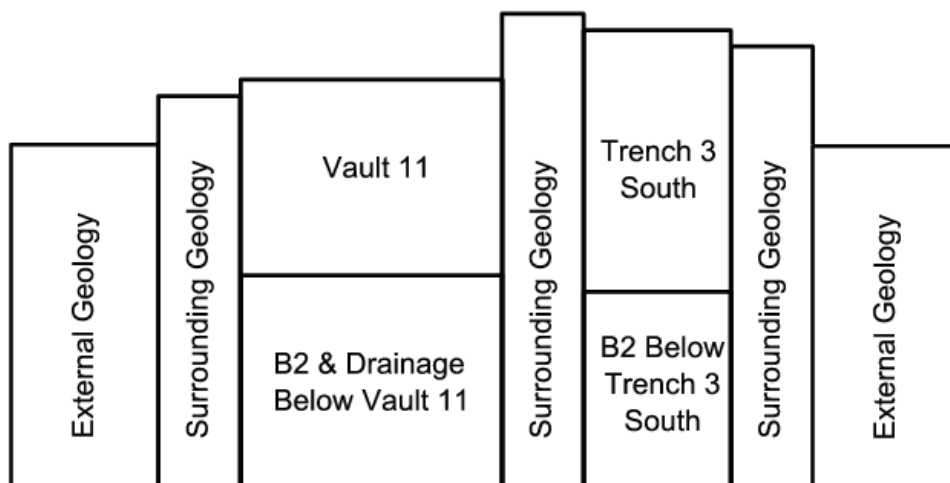 External Geology
Surrounding Geology
Vault 11
B2 & Drainage
Below Vault 11
Surrounding Geology
Trench 3
South
B2 Below
Trench 3
South
Surrounding Geology
External Geology